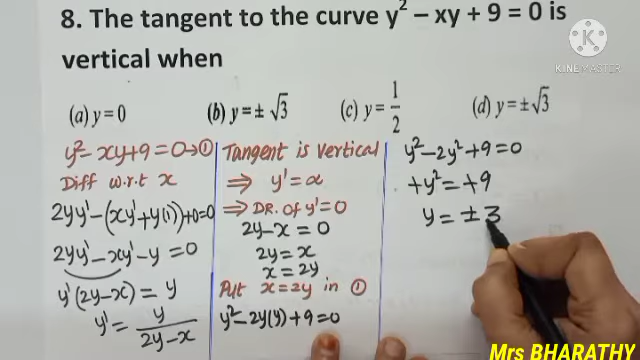 8. The tangent to the curve y² – xy + 9 = 0 is
vertical when
KINEMASTER
(a) y = 0
(b) y = ± √3
(c) y = 1/2
(d) y = ± √3
y² – xy + 9 = 0 → ①
Diff w.r.t x
2yy' – (xy' + y(1)) + 0 = 0
2yy' – xy' – y = 0
y'(2y – x) = y
y' = y/(2y – x)
Tangent is vertical
⇒ y' = ∝
⇒ DR. of y' = 0
2y – x = 0
2y = x
x = 2y
Put x = 2y in ①
y² – 2y(y) + 9 = 0
y² – 2y² + 9 = 0
+y² = +9
y = ± 3
Mrs BHARATHY